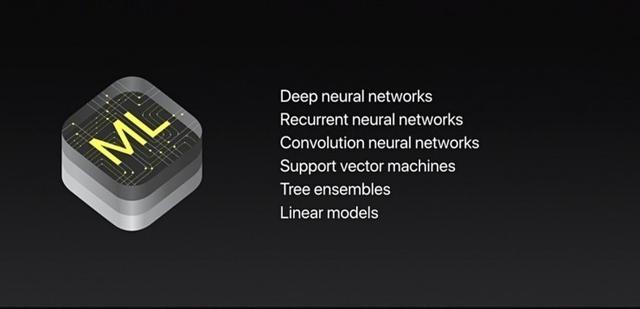 ML
Deep neural networks
Recurrent neural networks
Convolution neural networks
Support vector machines
Tree ensembles
Linear models